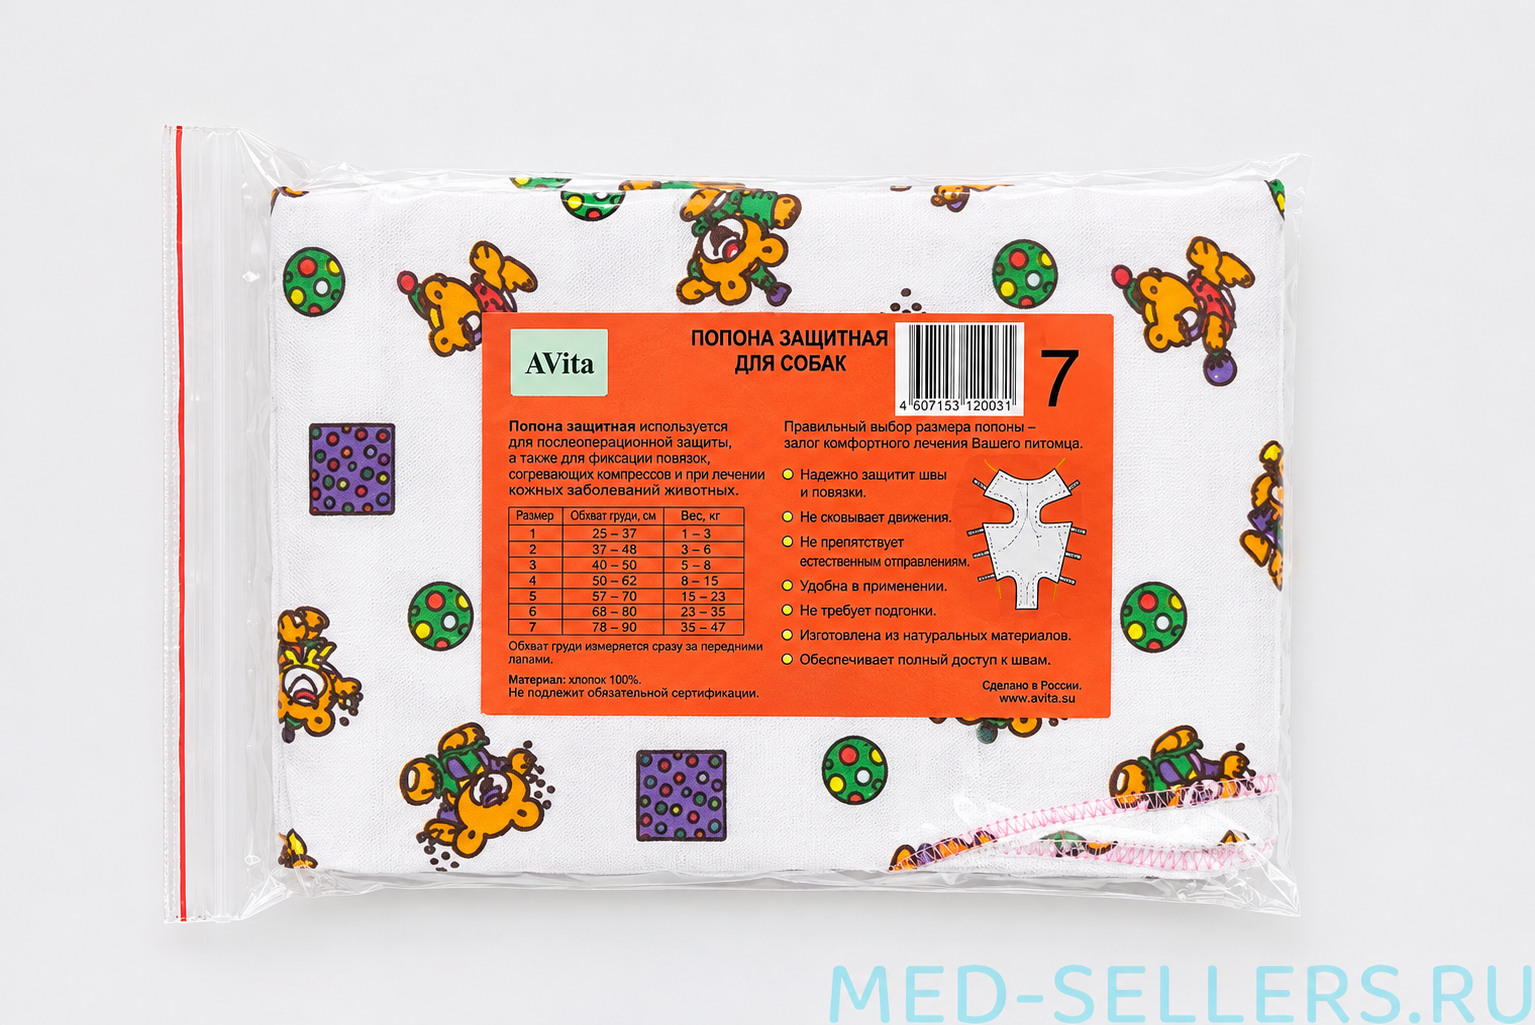 AVita
ПОПОНА ЗАЩИТНАЯ
ДЛЯ СОБАК
4 607153 120031
7
Попона защитная используется
для послеоперационной защиты,
а также для фиксации повязок,
согревающих компрессов и при лечении
кожных заболеваний животных.
Размер Обхват груди, см Вес, кг
1 25 – 37 1 – 3
2 37 – 48 3 – 6
3 40 – 50 5 – 8
4 50 – 62 8 – 15
5 57 – 70 15 – 23
6 68 – 80 23 – 35
7 78 – 90 35 – 47
Обхват груди измеряется сразу за передними
лапами.
Материал: хлопок 100%.
Не подлежит обязательной сертификации.
Правильный выбор размера попоны –
залог комфортного лечения Вашего питомца.
Надежно защитит швы
и повязки.
Не сковывает движения.
Не препятствует
естественным отправлениям.
Удобна в применении.
Не требует подгонки.
Изготовлена из натуральных материалов.
Обеспечивает полный доступ к швам.
Сделано в России.
www.avita.su
MED-SELLERS.RU